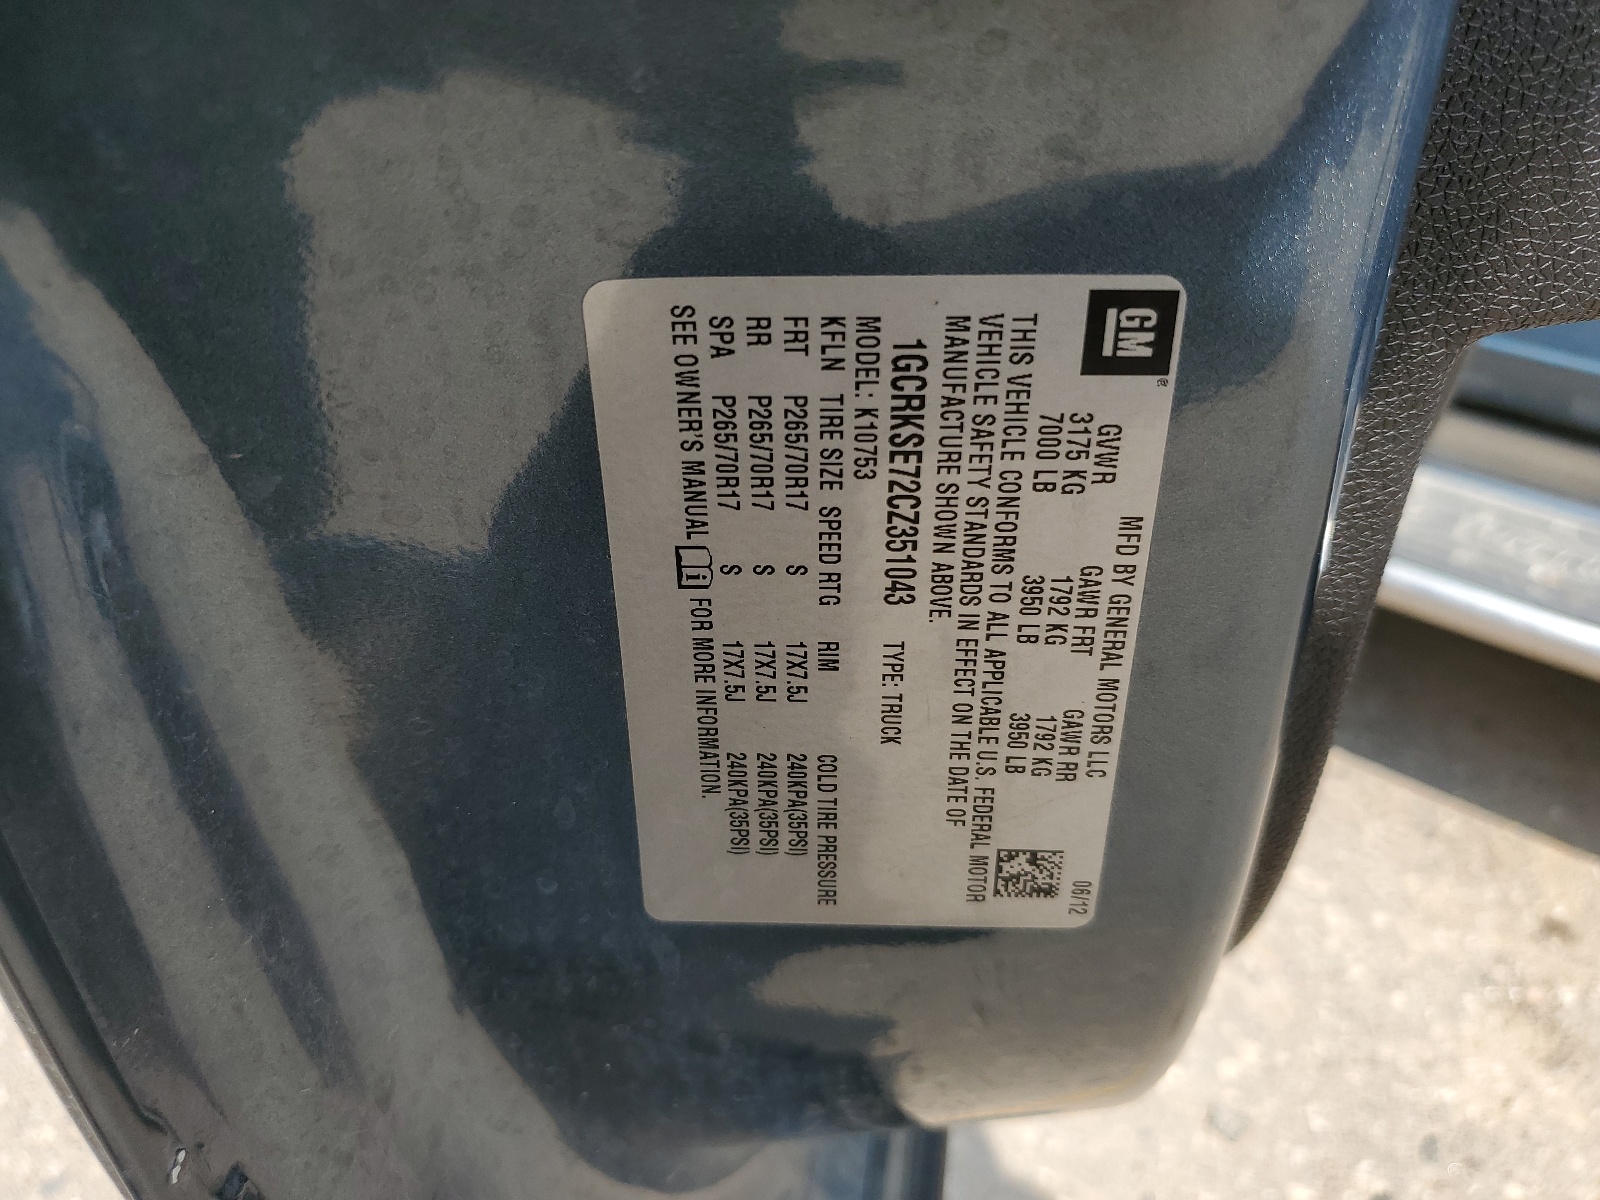 GM ®
MFD BY GENERAL MOTORS LLC 06/12
GVWR GAWR FRT GAWR RR
3175 KG 1792 KG 1792 KG
7000 LB 3950 LB 3950 LB
THIS VEHICLE CONFORMS TO ALL APPLICABLE U.S. FEDERAL MOTOR
VEHICLE SAFETY STANDARDS IN EFFECT ON THE DATE OF
MANUFACTURE SHOWN ABOVE.
1GCRKSE72CZ351043 TYPE: TRUCK
MODEL: K10753
KFLN TIRE SIZE SPEED RTG RIM COLD TIRE PRESSURE
FRT P265/70R17 S 17X7.5J 240KPA(35PSI)
RR P265/70R17 S 17X7.5J 240KPA(35PSI)
SPA P265/70R17 S 17X7.5J 240KPA(35PSI)
SEE OWNER'S MANUAL i FOR MORE INFORMATION.